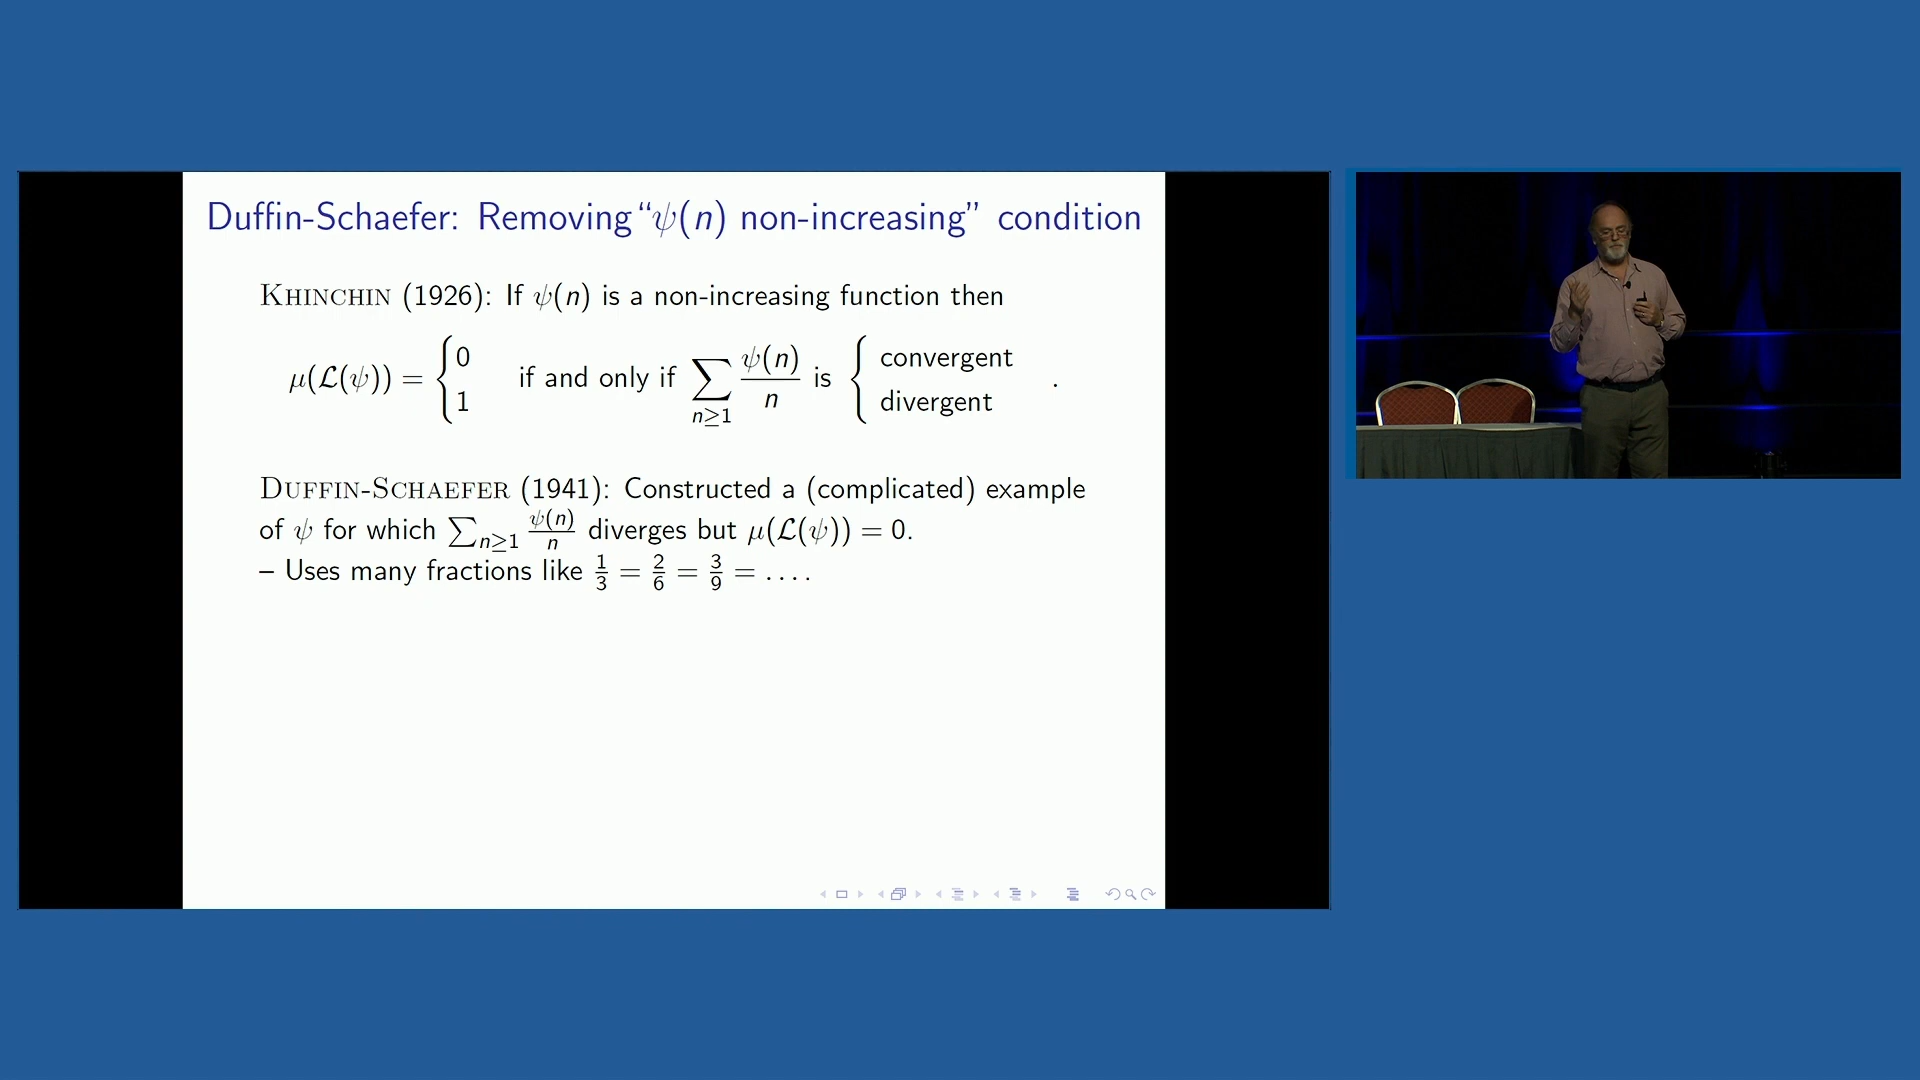 Duffin-Schaefer: Removing “ψ(n) non-increasing” condition
KHINCHIN (1926): If ψ(n) is a non-increasing function then
μ(ℒ(ψ)) = { 0 1 if and only if ∑_{n≥1} ψ(n)/n is { convergent divergent .
DUFFIN-SCHAEFER (1941): Constructed a (complicated) example
of ψ for which ∑_{n≥1} ψ(n)/n diverges but μ(ℒ(ψ)) = 0.
– Uses many fractions like 1/3 = 2/6 = 3/9 = ....